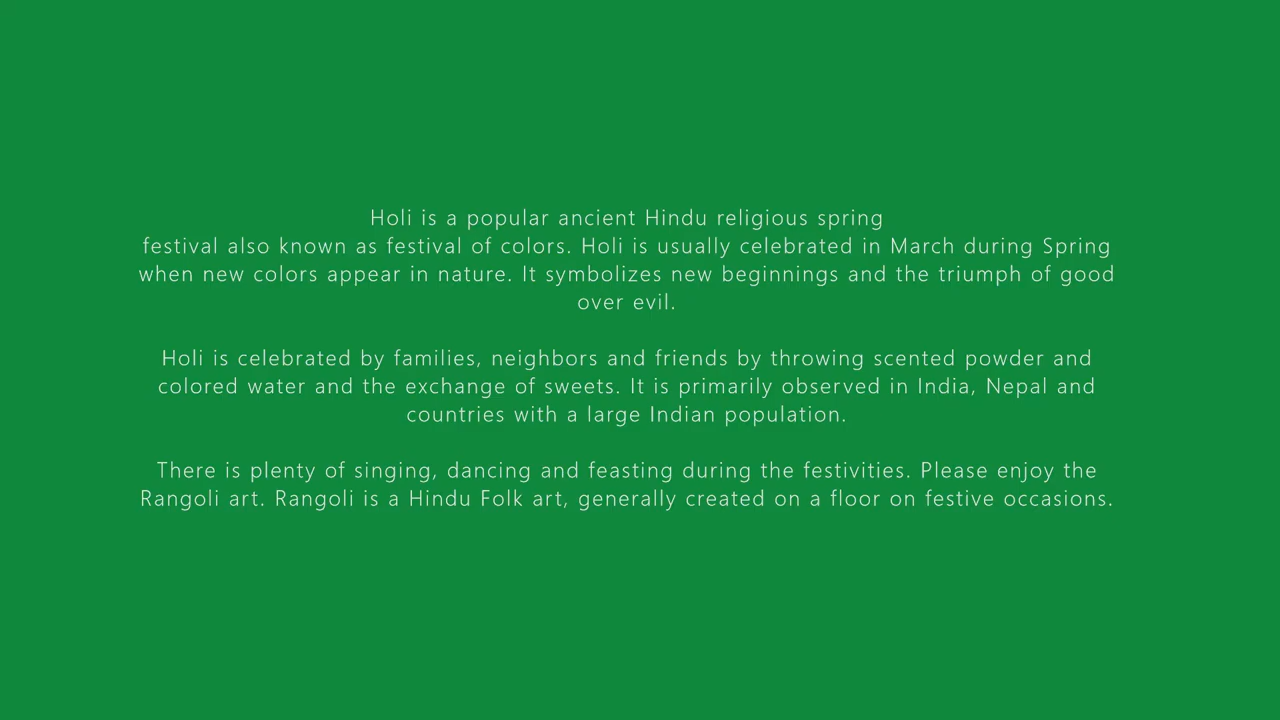 Holi is a popular ancient Hindu religious spring
festival also known as festival of colors. Holi is usually celebrated in March during Spring
when new colors appear in nature. It symbolizes new beginnings and the triumph of good
over evil.
Holi is celebrated by families, neighbors and friends by throwing scented powder and
colored water and the exchange of sweets. It is primarily observed in India, Nepal and
countries with a large Indian population.
There is plenty of singing, dancing and feasting during the festivities. Please enjoy the
Rangoli art. Rangoli is a Hindu Folk art, generally created on a floor on festive occasions.